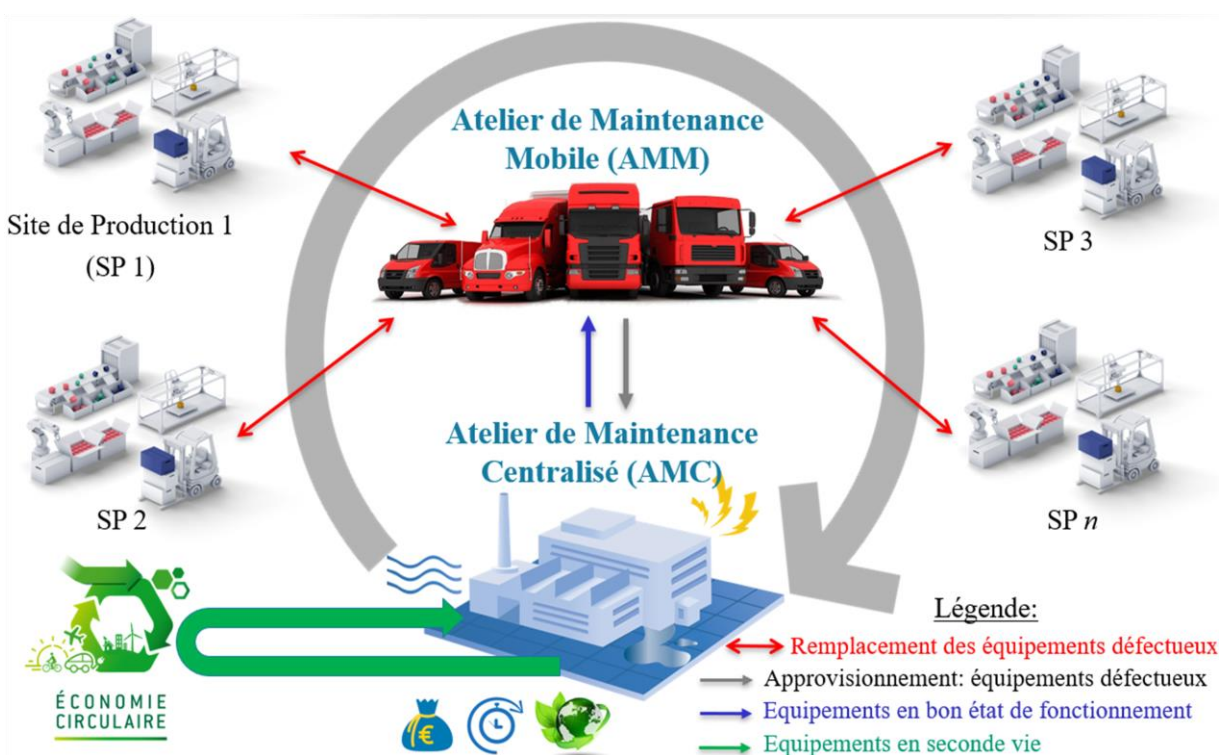 Atelier de Maintenance
Mobile (AMM)
Site de Production 1
(SP 1)
SP 3
Atelier de Maintenance
Centralisé (AMC)
SP 2
SP n
Légende:
Remplacement des équipements défectueux
Approvisionnement: équipements défectueux
Equipements en bon état de fonctionnement
Equipements en seconde vie
ÉCONOMIE
CIRCULAIRE
€